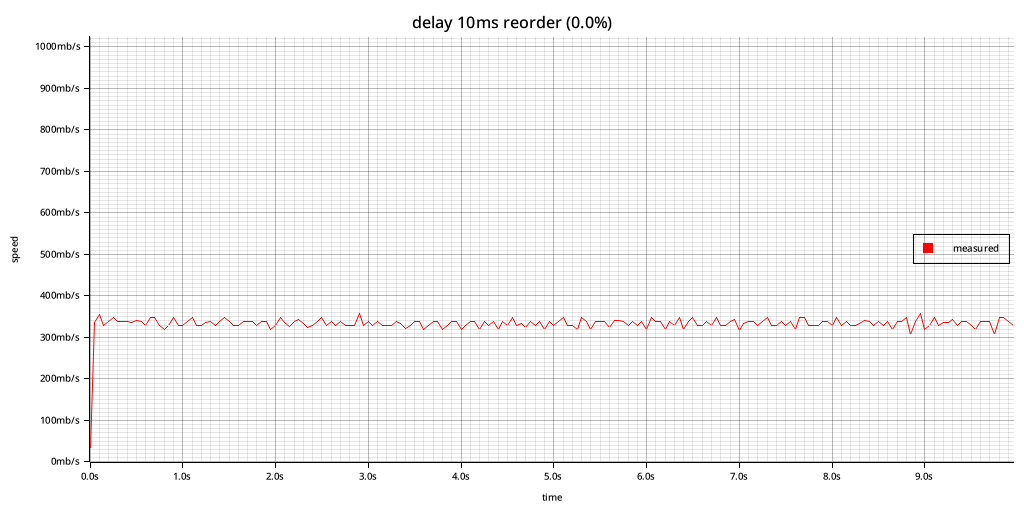 delay 10ms reorder (0.0%)
1000mb/s
900mb/s
800mb/s
700mb/s
600mb/s
500mb/s
400mb/s
300mb/s
200mb/s
100mb/s
0mb/s
speed
measured
0.0s 1.0s 2.0s 3.0s 4.0s 5.0s 6.0s 7.0s 8.0s 9.0s
time